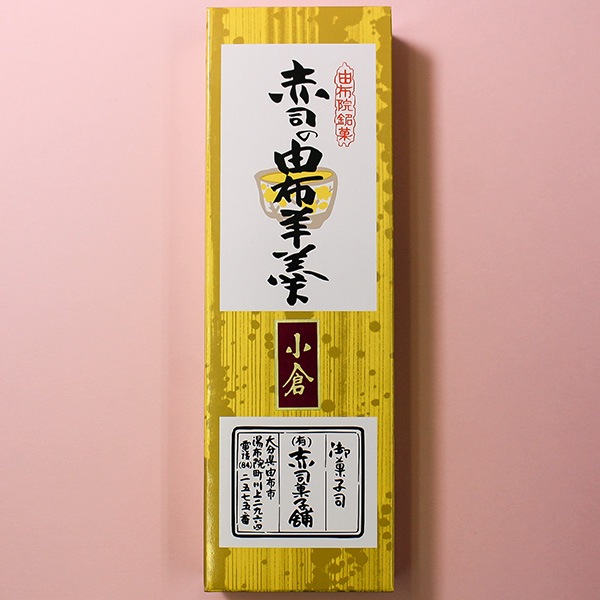 由布院銘菓
赤司の由布羊羹
小倉
御菓子司
(有)赤司菓子舗
大分県由布市
湯布院町川上二九六四
電話(84)二五七五番